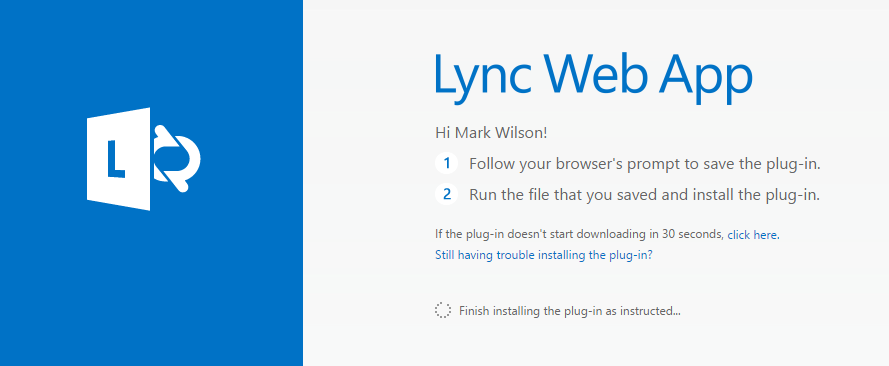 Lync Web App
L
Hi Mark Wilson!
1 Follow your browser's prompt to save the plug-in.
2 Run the file that you saved and install the plug-in.
If the plug-in doesn't start downloading in 30 seconds, click here.
Still having trouble installing the plug-in?
Finish installing the plug-in as instructed...